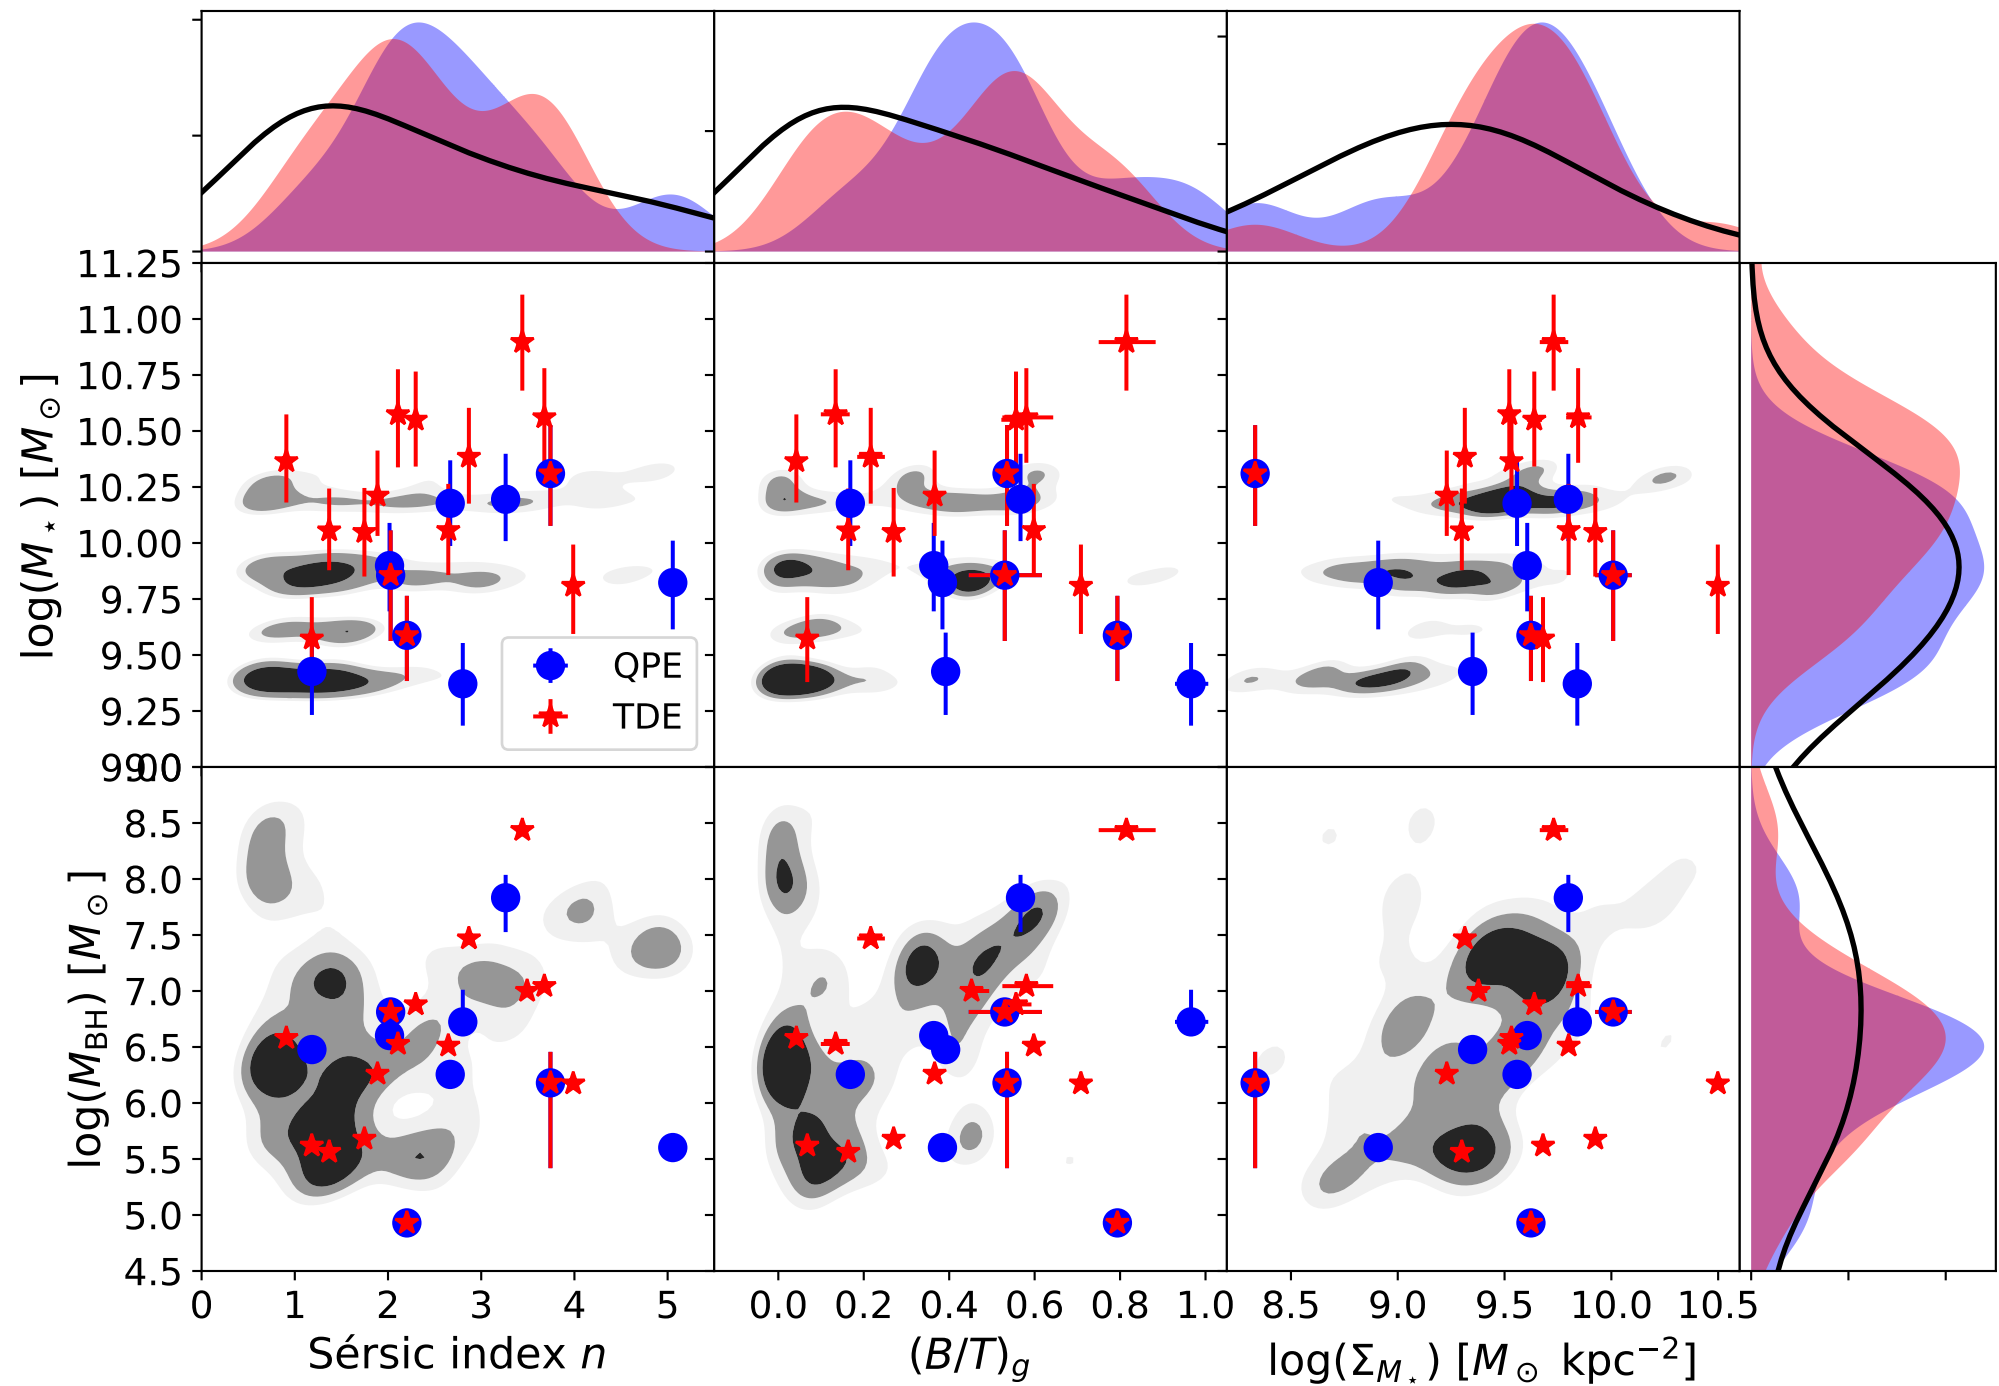 11.25
11.00
10.75
10.50
10.25
10.00
9.75
9.50
9.25
9.00
log(M⋆) [M⊙]
QPE
TDE
9.0
8.5
8.0
7.5
7.0
6.5
6.0
5.5
5.0
4.5
log(M_BH) [M⊙]
0 1 2 3 4 5
0.0 0.2 0.4 0.6 0.8 1.0
8.5 9.0 9.5 10.0 10.5
Sérsic index n
(B/T)_g
log(Σ_M⋆) [M⊙ kpc⁻²]